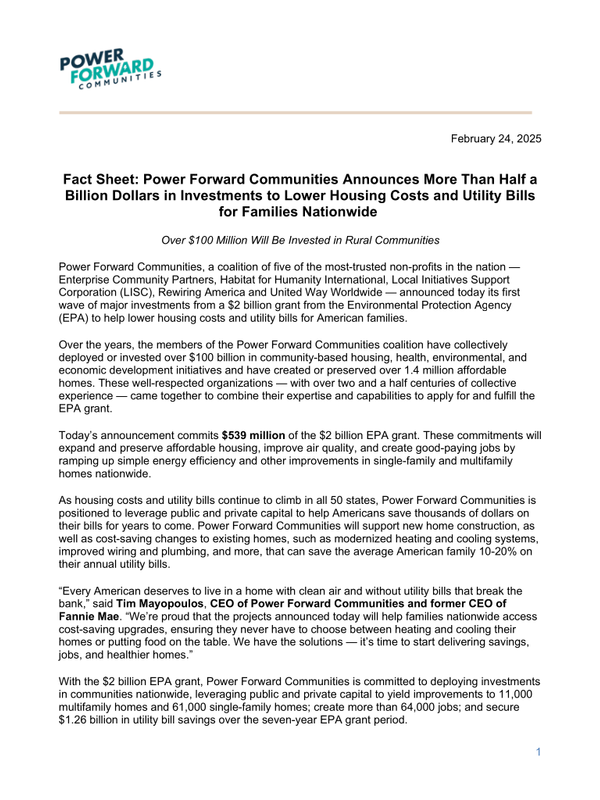 POWER
FORWARD
COMMUNITIES
February 24, 2025
Fact Sheet: Power Forward Communities Announces More Than Half a
Billion Dollars in Investments to Lower Housing Costs and Utility Bills
for Families Nationwide
Over $100 Million Will Be Invested in Rural Communities
Power Forward Communities, a coalition of five of the most-trusted non-profits in the nation —
Enterprise Community Partners, Habitat for Humanity International, Local Initiatives Support
Corporation (LISC), Rewiring America and United Way Worldwide — announced today its first
wave of major investments from a $2 billion grant from the Environmental Protection Agency
(EPA) to help lower housing costs and utility bills for American families.
Over the years, the members of the Power Forward Communities coalition have collectively
deployed or invested over $100 billion in community-based housing, health, environmental, and
economic development initiatives and have created or preserved over 1.4 million affordable
homes. These well-respected organizations — with over two and a half centuries of collective
experience — came together to combine their expertise and capabilities to apply for and fulfill the
EPA grant.
Today's announcement commits $539 million of the $2 billion EPA grant. These commitments will
expand and preserve affordable housing, improve air quality, and create good-paying jobs by
ramping up simple energy efficiency and other improvements in single-family and multifamily
homes nationwide.
As housing costs and utility bills continue to climb in all 50 states, Power Forward Communities is
positioned to leverage public and private capital to help Americans save thousands of dollars on
their bills for years to come. Power Forward Communities will support new home construction, as
well as cost-saving changes to existing homes, such as modernized heating and cooling systems,
improved wiring and plumbing, and more, that can save the average American family 10-20% on
their annual utility bills.
“Every American deserves to live in a home with clean air and without utility bills that break the
bank,” said Tim Mayopoulos, CEO of Power Forward Communities and former CEO of
Fannie Mae. “We're proud that the projects announced today will help families nationwide access
cost-saving upgrades, ensuring they never have to choose between heating and cooling their
homes or putting food on the table. We have the solutions — it's time to start delivering savings,
jobs, and healthier homes.”
With the $2 billion EPA grant, Power Forward Communities is committed to deploying investments
in communities nationwide, leveraging public and private capital to yield improvements to 11,000
multifamily homes and 61,000 single-family homes; create more than 64,000 jobs; and secure
$1.26 billion in utility bill savings over the seven-year EPA grant period.
1